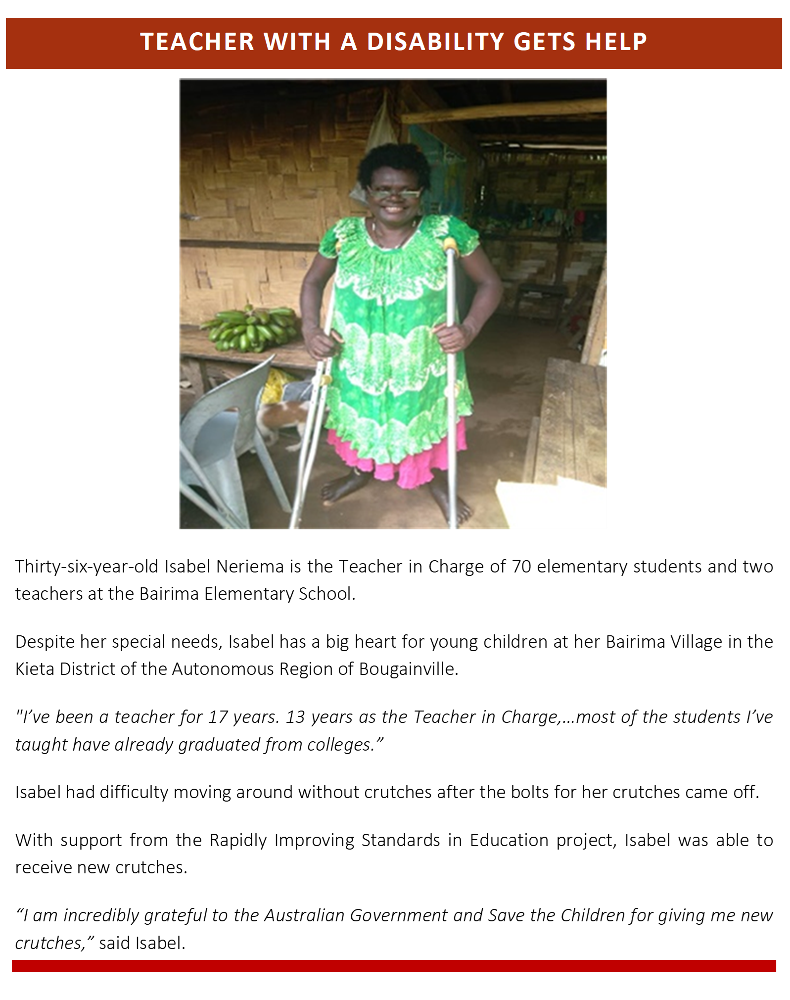 TEACHER WITH A DISABILITY GETS HELP
Thirty-six-year-old Isabel Neriema is the Teacher in Charge of 70 elementary students and two
teachers at the Bairima Elementary School.
Despite her special needs, Isabel has a big heart for young children at her Bairima Village in the
Kieta District of the Autonomous Region of Bougainville.
"I’ve been a teacher for 17 years. 13 years as the Teacher in Charge,…most of the students I’ve
taught have already graduated from colleges.”
Isabel had difficulty moving around without crutches after the bolts for her crutches came off.
With support from the Rapidly Improving Standards in Education project, Isabel was able to
receive new crutches.
“I am incredibly grateful to the Australian Government and Save the Children for giving me new
crutches,” said Isabel.